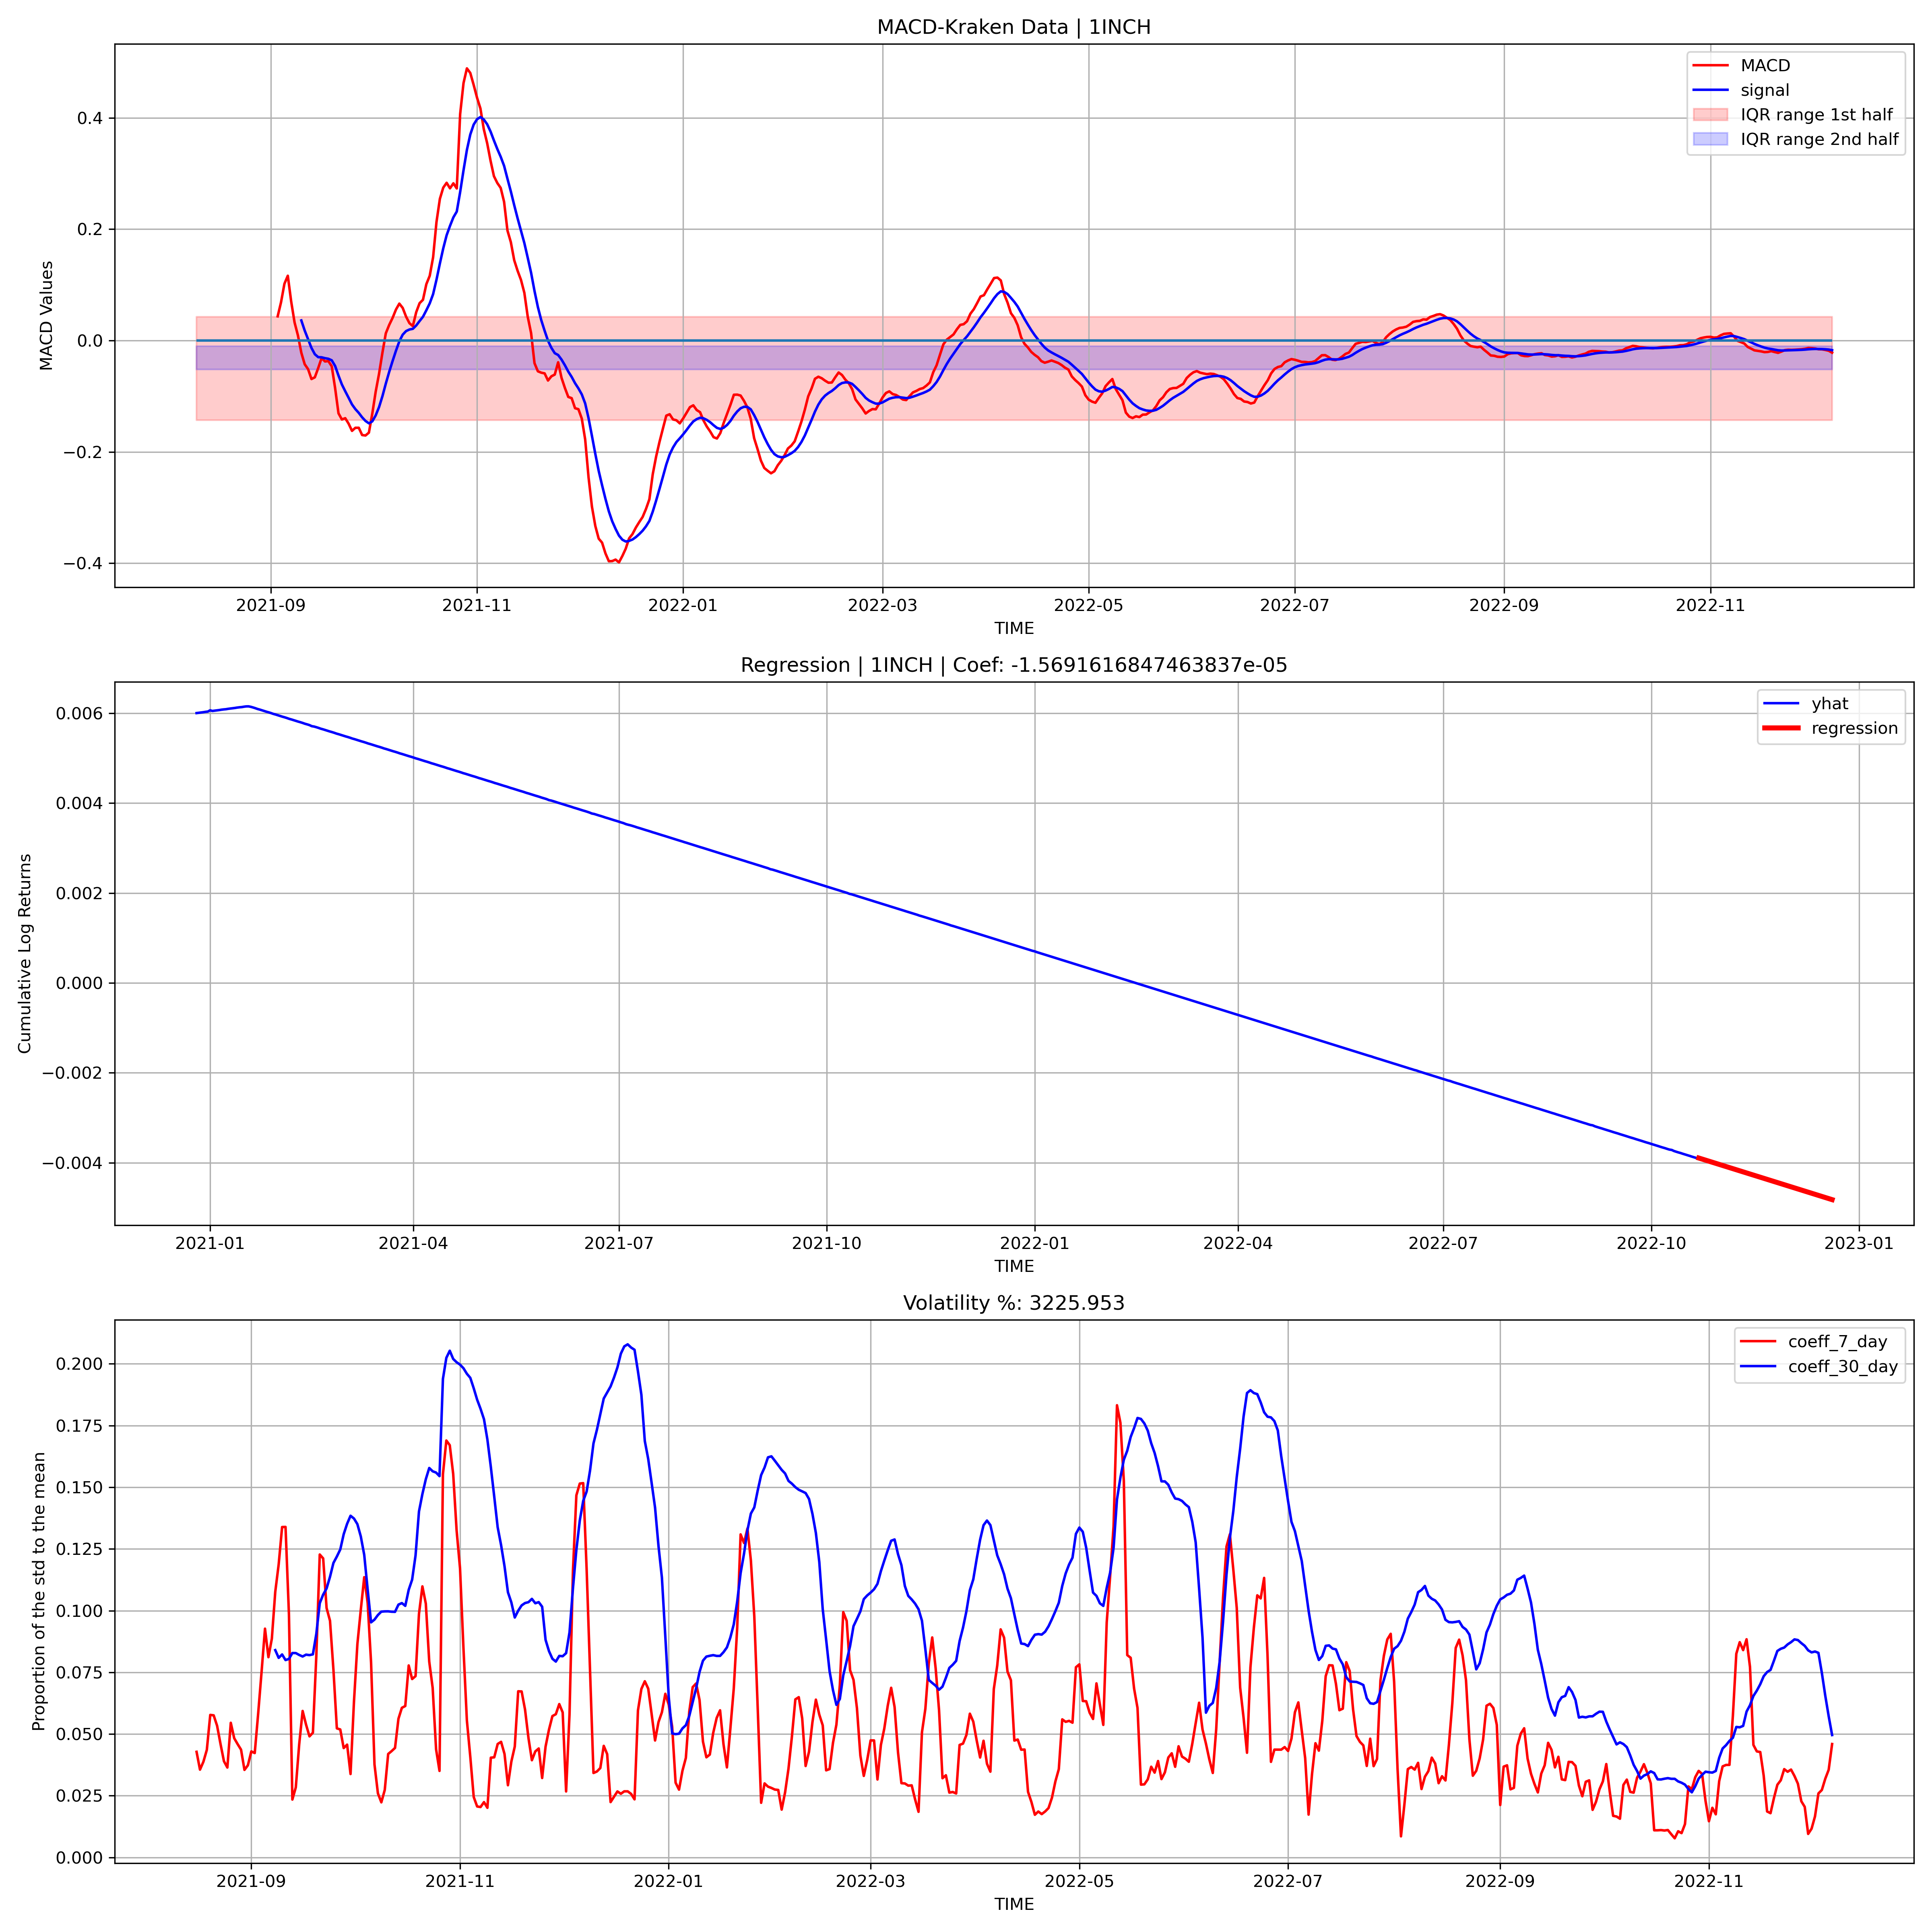 MACD-Kraken Data | 1INCH
MACD
signal
IQR range 1st half
IQR range 2nd half
MACD Values
0.4
0.2
0.0
−0.2
−0.4
2021-09 2021-11 2022-01 2022-03 2022-05 2022-07 2022-09 2022-11
TIME
Regression | 1INCH | Coef: -1.5691616847463837e-05
yhat
regression
Cumulative Log Returns
0.006
0.004
0.002
0.000
−0.002
−0.004
2021-01 2021-04 2021-07 2021-10 2022-01 2022-04 2022-07 2022-10 2023-01
TIME
Volatility %: 3225.953
coeff_7_day
coeff_30_day
Proportion of the std to the mean
0.200
0.175
0.150
0.125
0.100
0.075
0.050
0.025
0.000
2021-09 2021-11 2022-01 2022-03 2022-05 2022-07 2022-09 2022-11
TIME